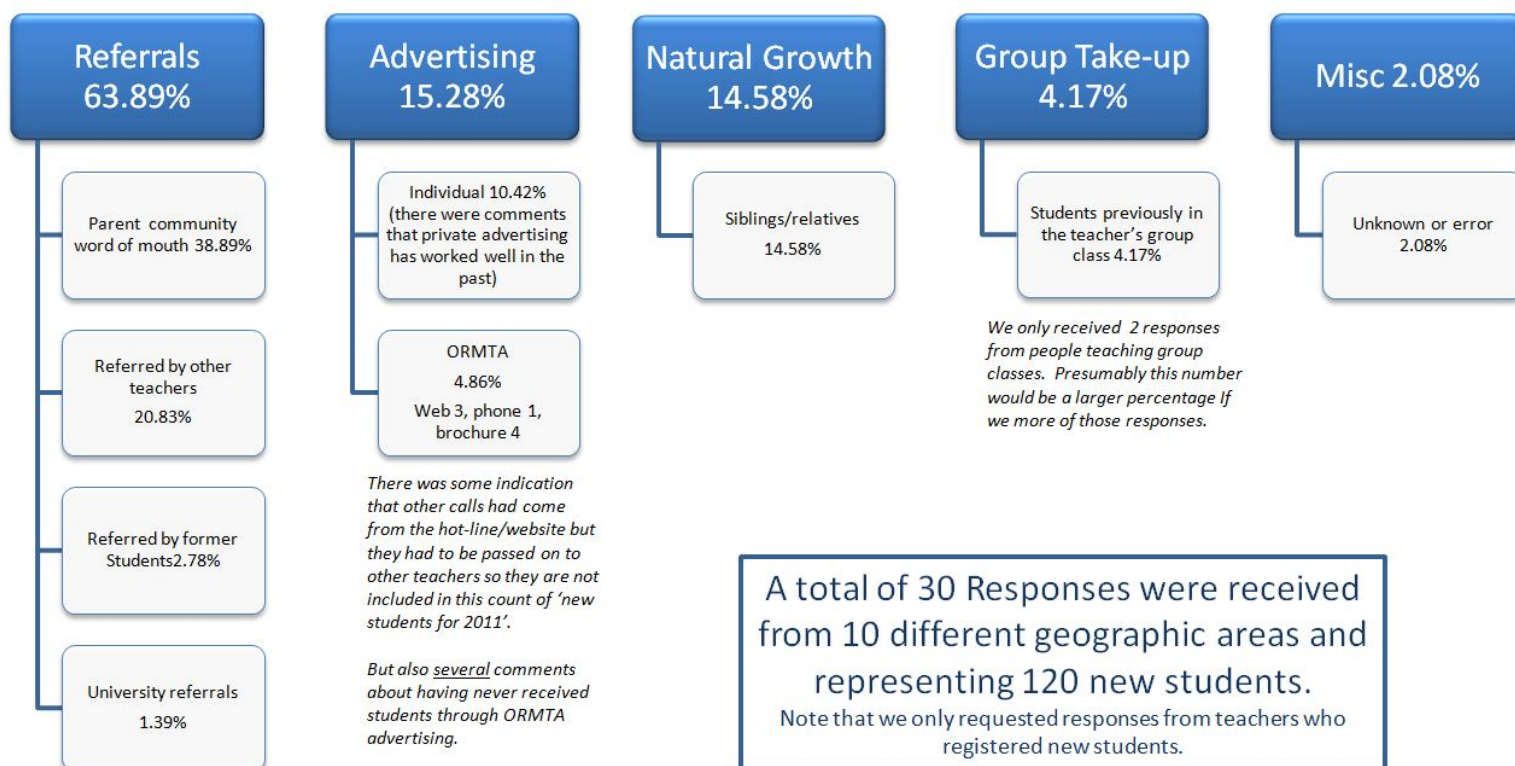 Referrals
63.89%
Parent community
word of mouth 38.89%
Referred by other
teachers
20.83%
Referred by former
Students2.78%
University referrals
1.39%
Advertising
15.28%
Individual 10.42%
(there were comments
that private advertising
has worked well in the
past)
ORMTA
4.86%
Web 3, phone 1,
brochure 4
There was some indication
that other calls had come
from the hot-line/website but
they had to be passed on to
other teachers so they are not
included in this count of ‘new
students for 2011’.
But also several comments
about having never received
students through ORMTA
advertising.
Natural Growth
14.58%
Siblings/relatives
14.58%
Group Take-up
4.17%
Students previously in
the teacher’s group
class 4.17%
We only received 2 responses
from people teaching group
classes. Presumably this number
would be a larger percentage If
we more of those responses.
Misc 2.08%
Unknown or error
2.08%
A total of 30 Responses were received
from 10 different geographic areas and
representing 120 new students.
Note that we only requested responses from teachers who
registered new students.